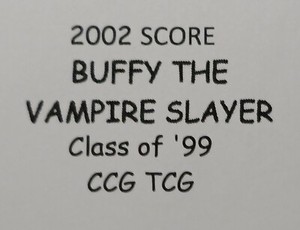 2002 SCORE
BUFFY THE
VAMPIRE SLAYER
Class of '99
CCG TCG